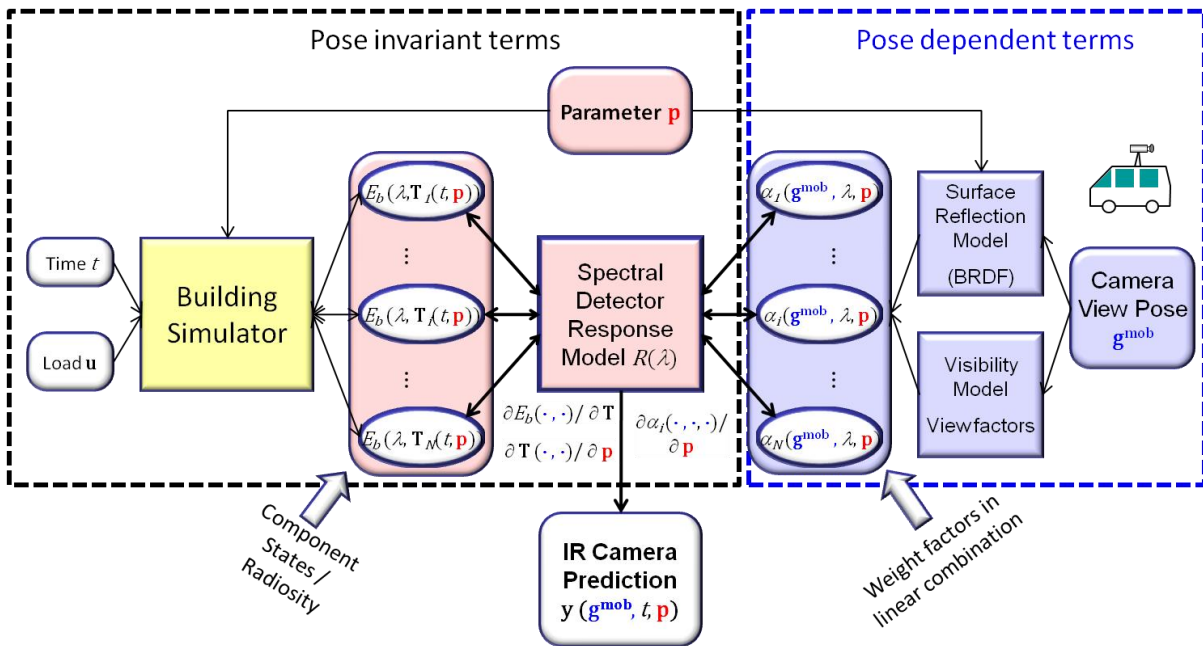 Pose invariant terms
Pose dependent terms
Parameter p
E_b(λ,T_1(t,p))
⋮
E_b(λ, T_i(t,p))
⋮
E_b(λ, T_N(t,p))
Time t
Load u
Building
Simulator
Spectral
Detector
Response
Model R(λ)
∂E_b(·,·)/∂T
∂T(·,·)/∂p
∂α_i(·,·,·)/
∂p
α_1(g^mob, λ, p)
⋮
α_i(g^mob, λ, p)
⋮
α_N(g^mob, λ, p)
Surface
Reflection
Model
(BRDF)
Visibility
Model
Viewfactors
Camera
View Pose
g^mob
Component
States /
Radiosity
IR Camera
Prediction
y (g^mob, t, p)
Weight factors in
linear combination